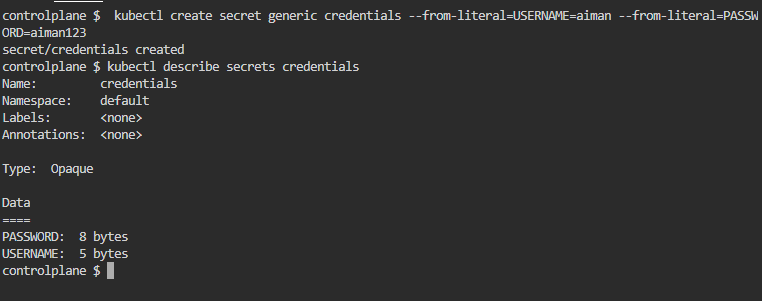 controlplane $  kubectl create secret generic credentials --from-literal=USERNAME=aiman --from-literal=PASSW
ORD=aiman123
secret/credentials created
controlplane $ kubectl describe secrets credentials
Name:         credentials
Namespace:    default
Labels:       <none>
Annotations:  <none>

Type:  Opaque

Data
====
PASSWORD:  8 bytes
USERNAME:  5 bytes
controlplane $